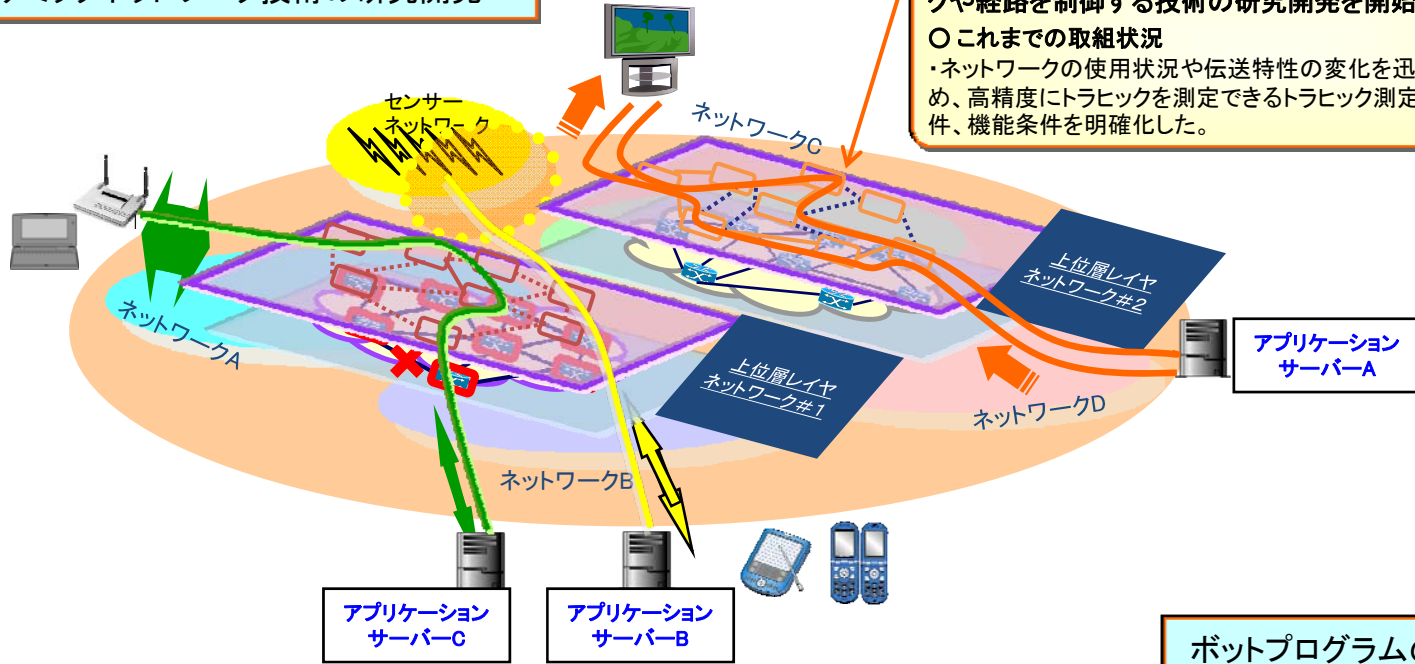 クや経路を制御する技術の研究開発を開始
○ これまでの取組状況
・ネットワークの使用状況や伝送特性の変化を迅
め、高精度にトラヒックを測定できるトラヒック測定
件、機能条件を明確化した。
センサー
ネットワーク
ネットワークC
上位層レイヤ
ネットワーク#2
ネットワークA
アプリケーション
サーバーA
上位層レイヤ
ネットワーク#1
ネットワークD
ネットワークB
アプリケーション
サーバーC
アプリケーション
サーバーB
ボットプログラムの